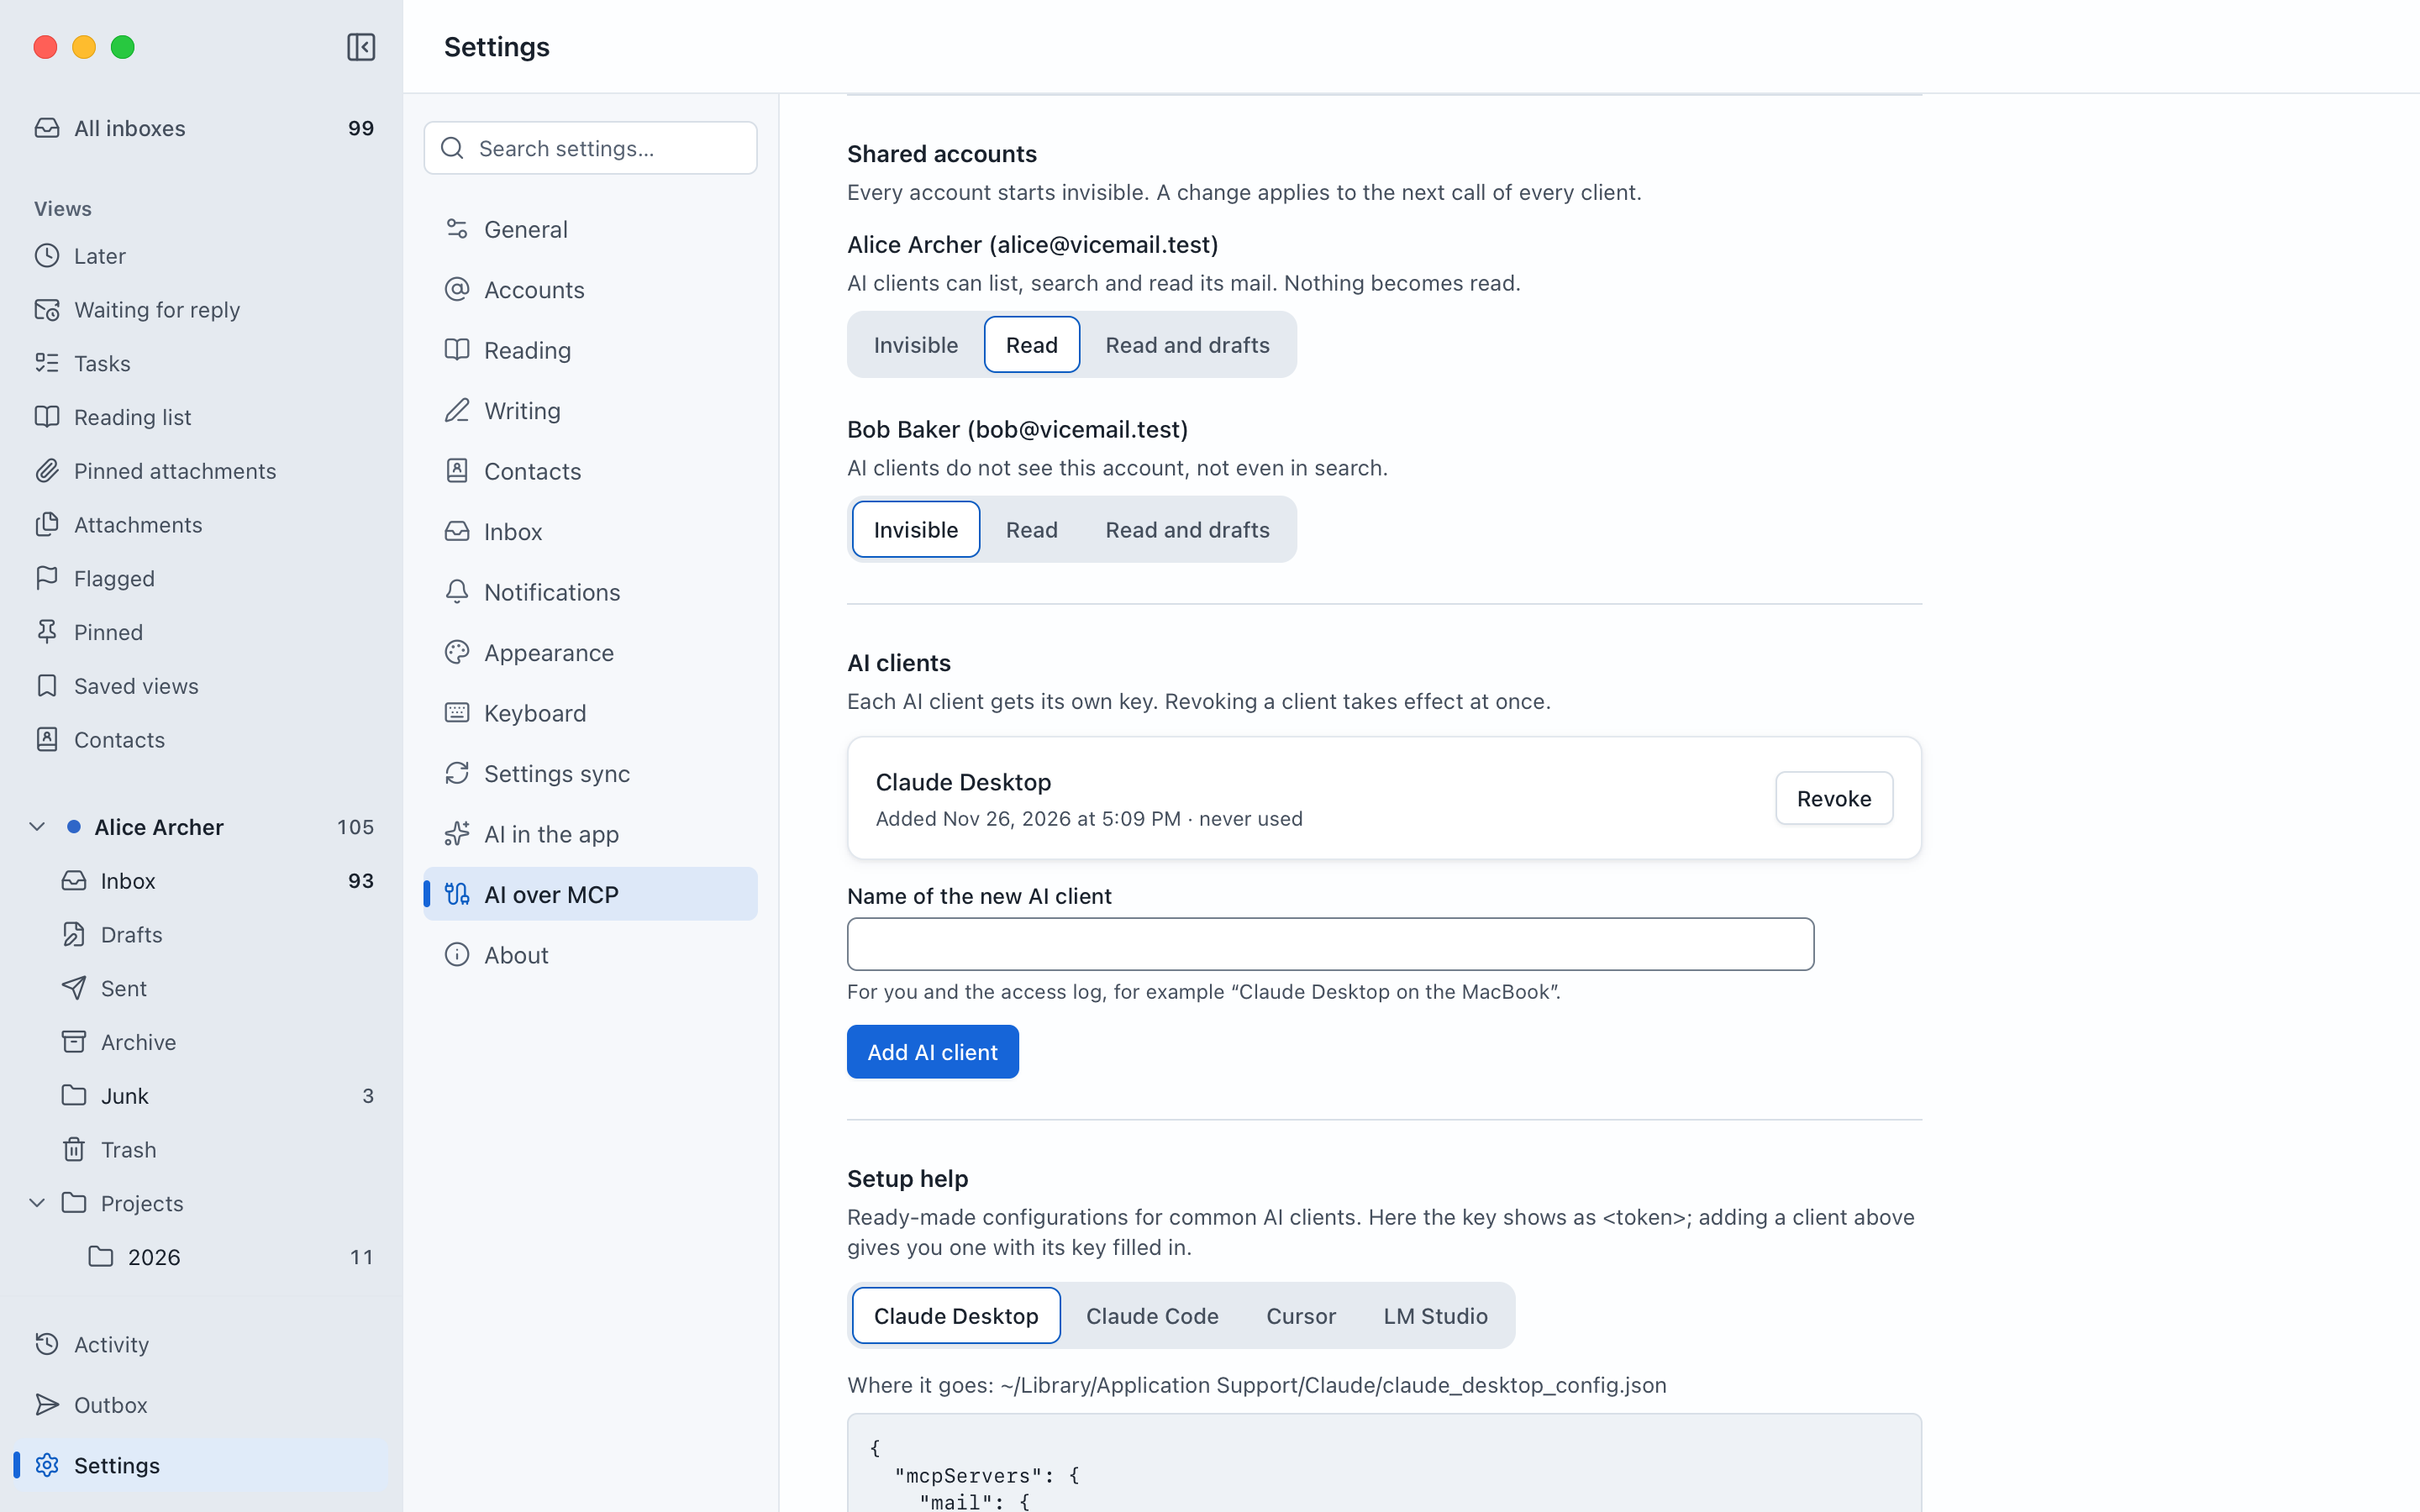 Settings
All inboxes 99
Views
Later
Waiting for reply
Tasks
Reading list
Pinned attachments
Attachments
Flagged
Pinned
Saved views
Contacts
Alice Archer 105
Inbox 93
Drafts
Sent
Archive
Junk 3
Trash
Projects
2026 11
Activity
Outbox
Settings
Search settings...
General
Accounts
Reading
Writing
Contacts
Inbox
Notifications
Appearance
Keyboard
Settings sync
AI in the app
AI over MCP
About
Shared accounts
Every account starts invisible. A change applies to the next call of every client.
Alice Archer (alice@vicemail.test)
AI clients can list, search and read its mail. Nothing becomes read.
Invisible Read Read and drafts
Bob Baker (bob@vicemail.test)
AI clients do not see this account, not even in search.
Invisible Read Read and drafts
AI clients
Each AI client gets its own key. Revoking a client takes effect at once.
Claude Desktop
Added Nov 26, 2026 at 5:09 PM · never used
Revoke
Name of the new AI client
For you and the access log, for example “Claude Desktop on the MacBook”.
Add AI client
Setup help
Ready-made configurations for common AI clients. Here the key shows as <token>; adding a client above
gives you one with its key filled in.
Claude Desktop Claude Code Cursor LM Studio
Where it goes: ~/Library/Application Support/Claude/claude_desktop_config.json
{
"mcpServers": {
"mail": {